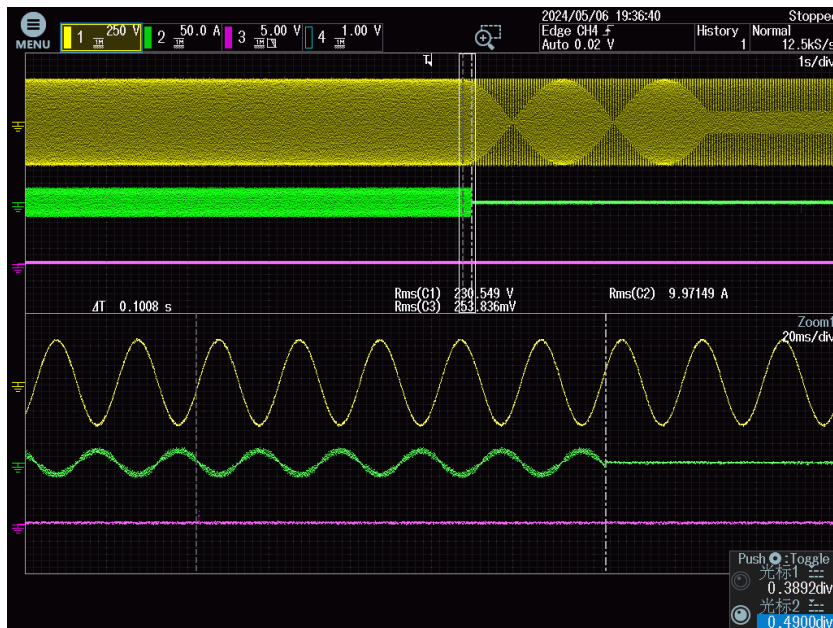 2024/05/06 19:36:40 Stopped
MENU 1 250 V 2 50.0 A 3 5.00 V 4 1.00 V Edge CH4 History Normal
Auto 0.02 V 1 12.5kS/s
1s/div
T
Rms(C1) 230.549 V Rms(C2) 9.97149 A
ΔT 0.1008 s Rms(C3) 253.836mV
Zoom1
20ms/div
Push :Toggle
光标1
0.3892div
光标2
0.4900div